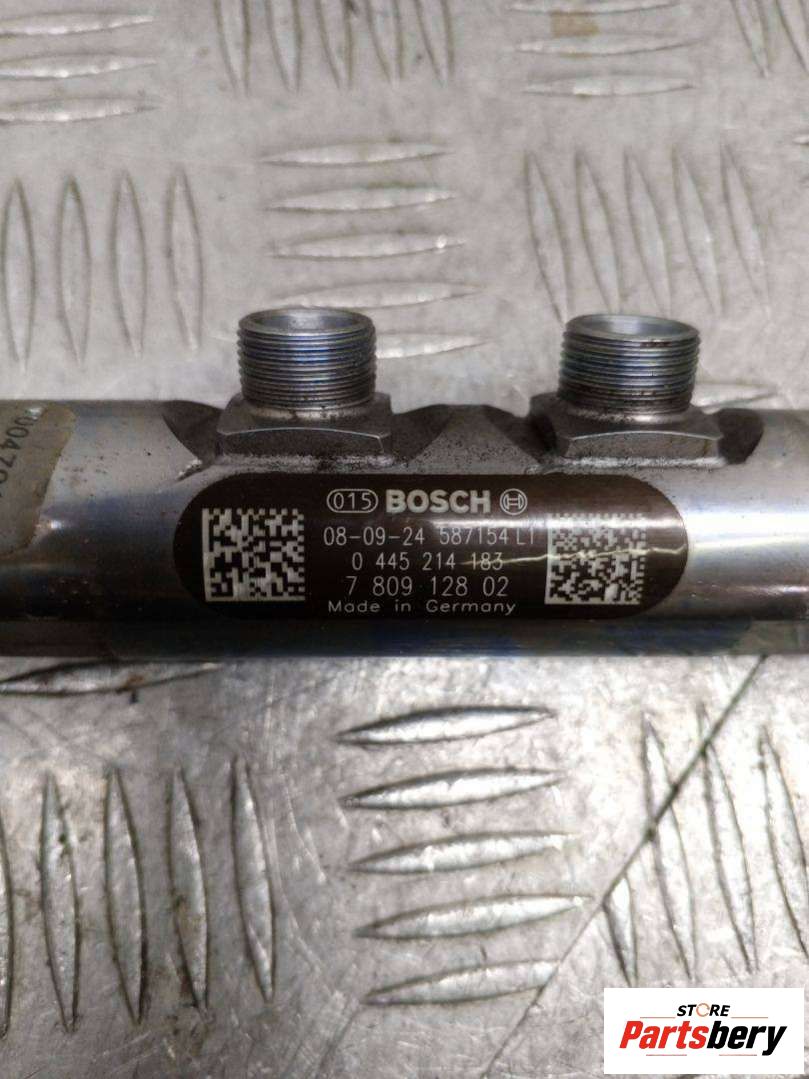 015 BOSCH
08-09-24 587154 L1
0 445 214 183
7 809 128 02
Made in Germany
STORE
Partsbery